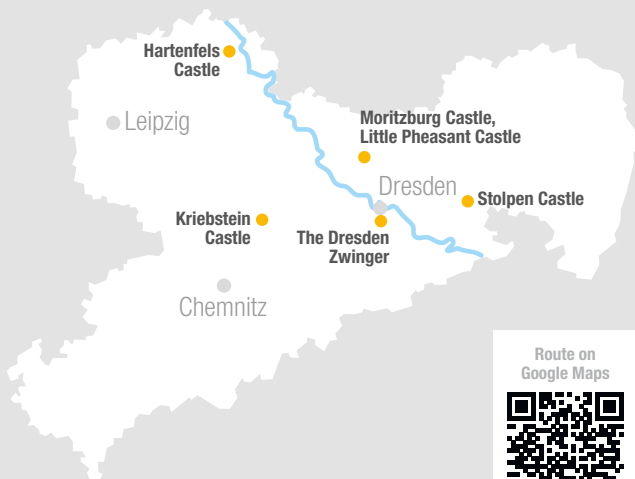 Hartenfels
Castle
Leipzig
Moritzburg Castle,
Little Pheasant Castle
Dresden
Stolpen Castle
Kriebstein
Castle
The Dresden
Zwinger
Chemnitz
Route on
Google Maps